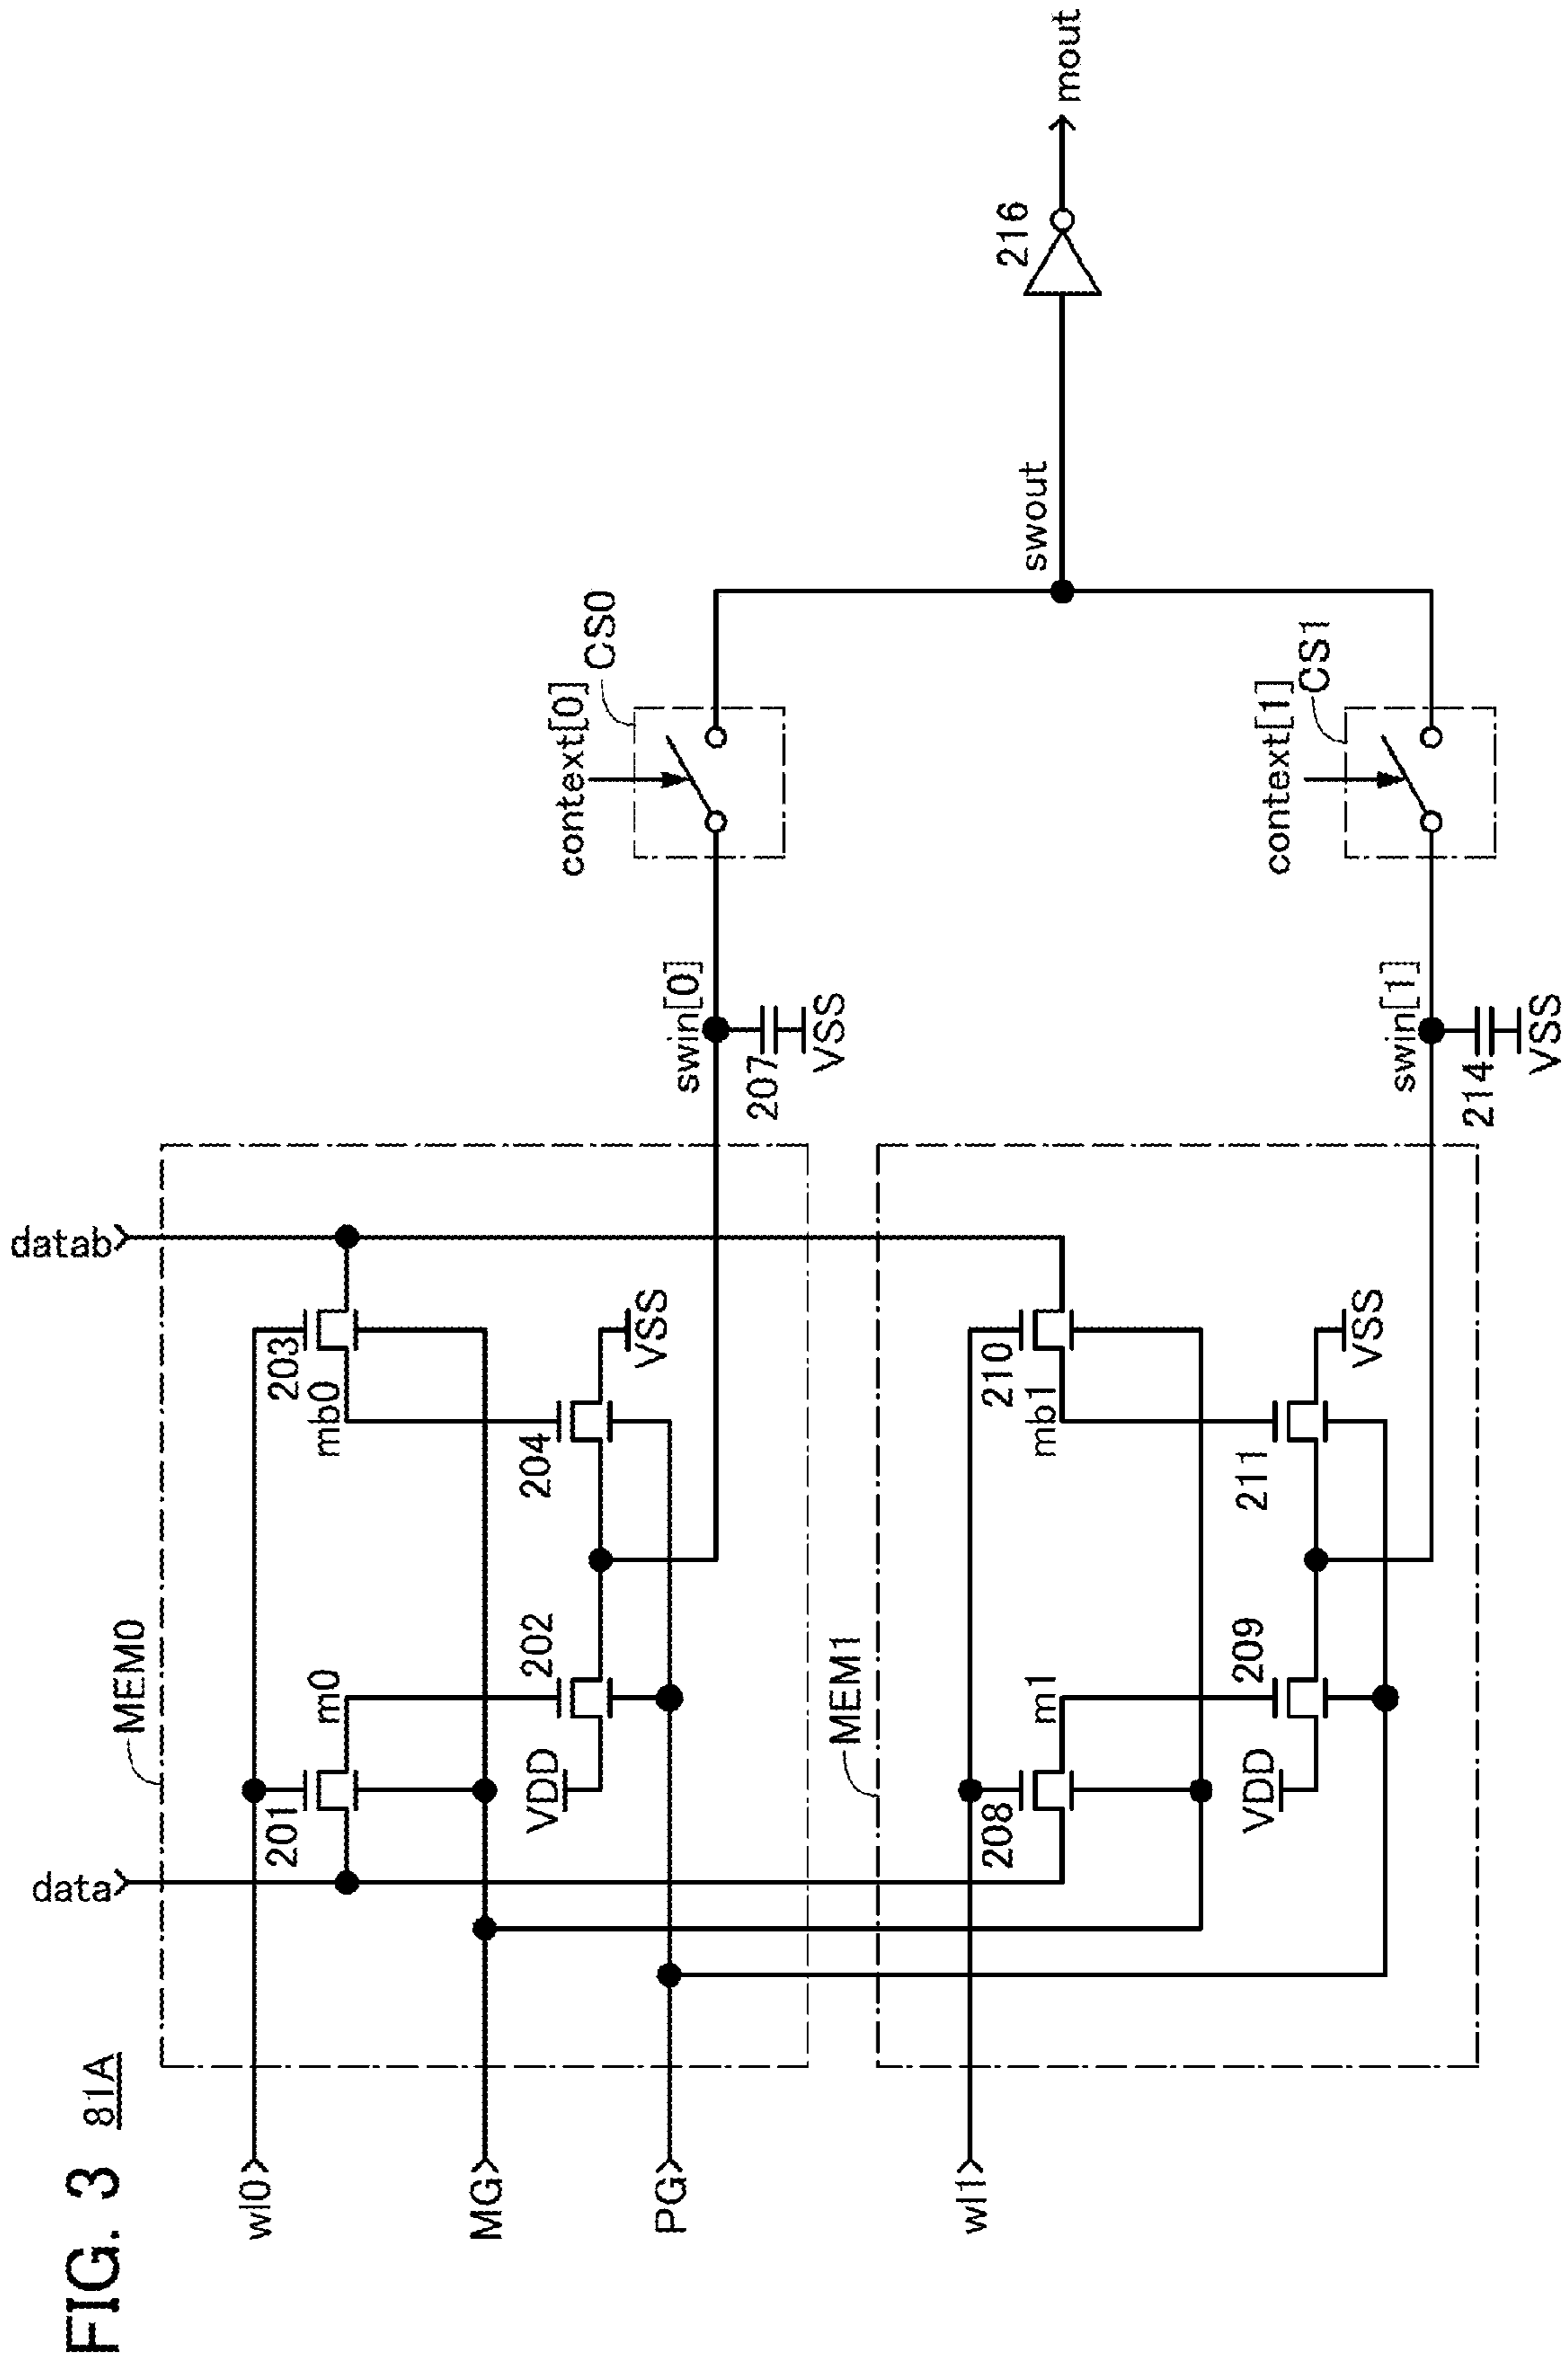 FIG. 3
81A
data
datab
MEM0
wl0
201
203
m0
mb0
MG
202
204
VDD
VSS
PG
swin[0]
207
VSS
context[0]
CS0
MEM1
wl1
208
210
m1
mb1
209
211
VDD
VSS
swin[1]
214
VSS
context[1]
CS1
swout
216
mout